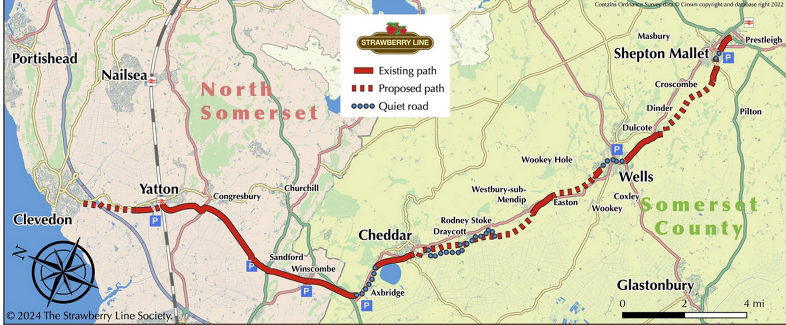 Contains Ordnance Survey data © Crown copyright and database right 2022
STRAWBERRY LINE
Existing path
Proposed path
Quiet road
Portishead
Nailsea
North
Somerset
Masbury
Prestleigh
Shepton Mallet
P
Croscombe
Pilton
Dinder
Dulcote
P
Wookey Hole
Wells
Yatton
Congresbury
Churchill
Westbury-sub-
Mendip
Easton
Coxley
Wookey
Somerset
County
Clevedon
P
Rodney Stoke
Draycott
Cheddar
Sandford
P
Winscombe
P
Axbridge
P
Glastonbury
N
0 2 4 mi
© 2024 The Strawberry Line Society.